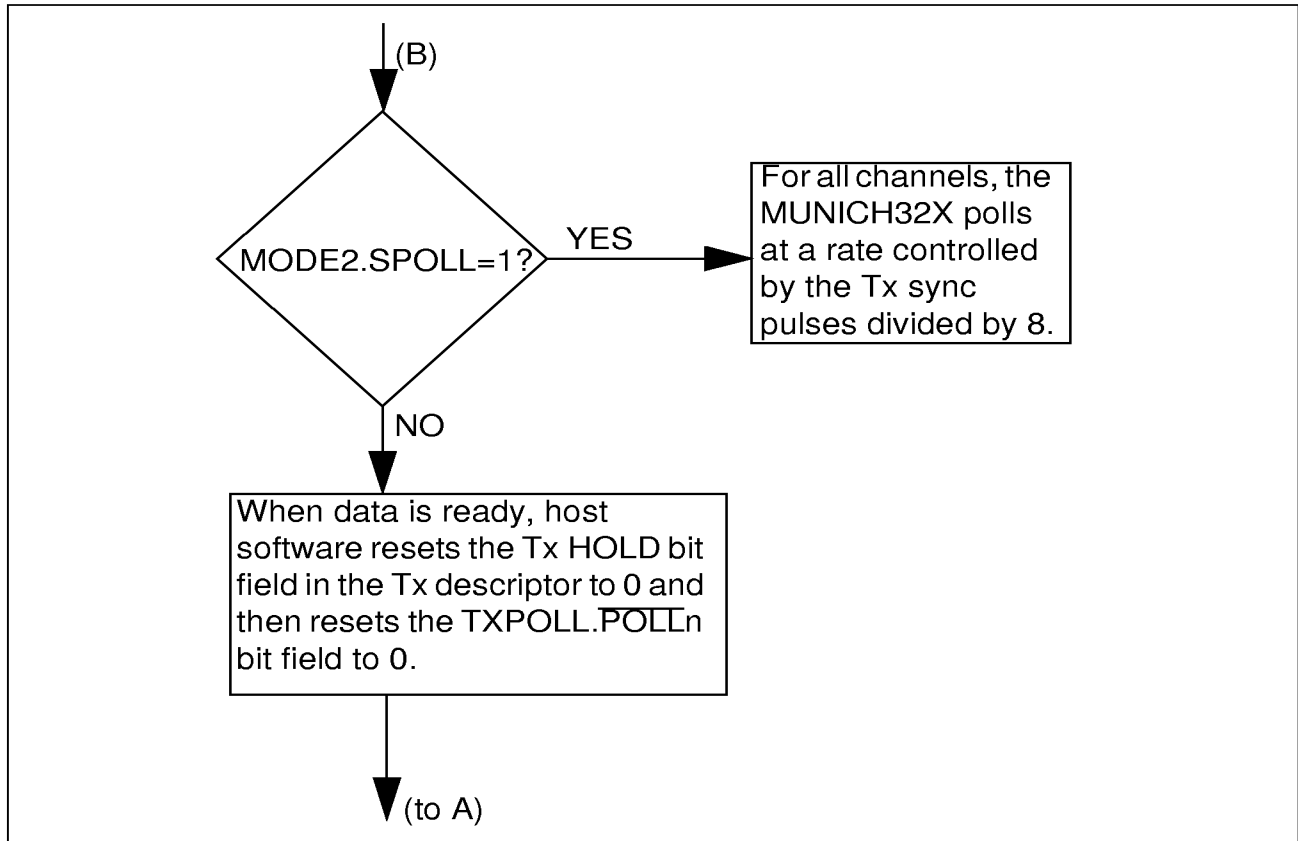 (B)
MODE2.SPOLL=1?
YES
For all channels, the
MUNICH32X polls
at a rate controlled
by the Tx sync
pulses divided by 8.
NO
When data is ready, host
software resets the Tx HOLD bit
field in the Tx descriptor to 0 and
then resets the TXPOLL.P̅O̅L̅L̅n
bit field to 0.
(to A)